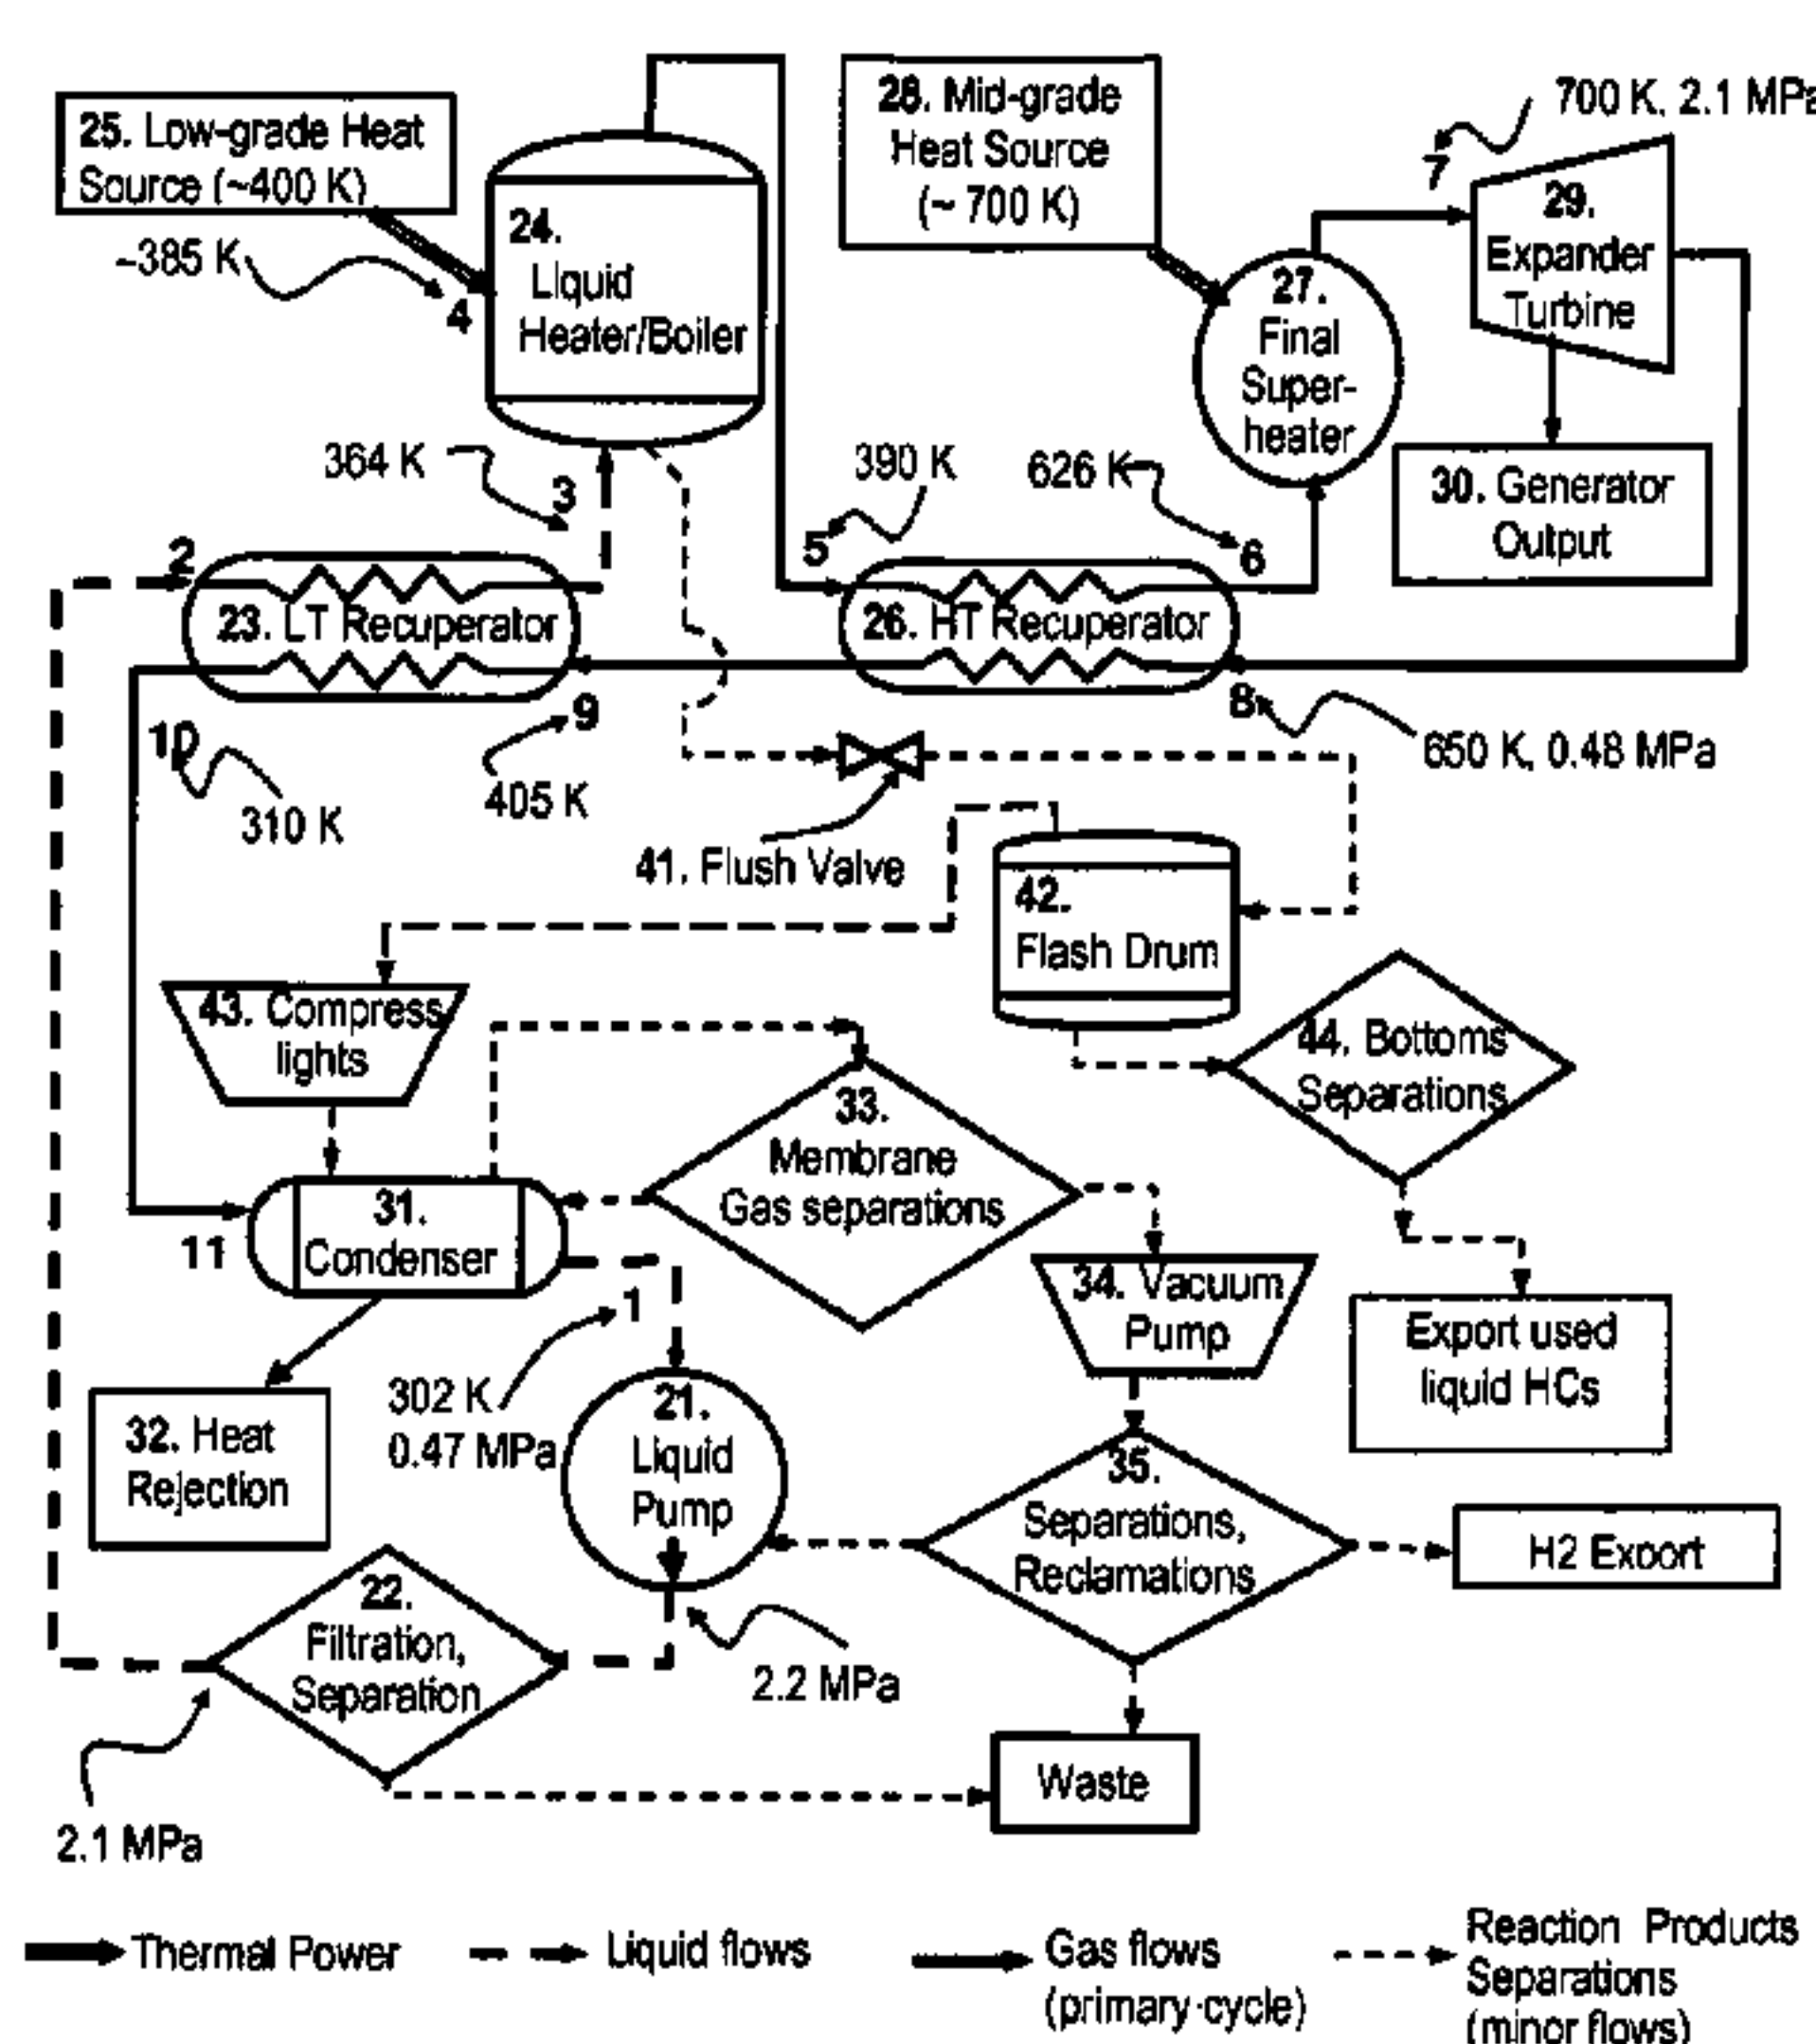 25. Low-grade Heat
Source (~400 K)
~385 K
4
24.
Liquid
Heater/Boiler
28. Mid-grade
Heat Source
(~ 700 K)
700 K, 2.1 MPa
7
29.
Expander
Turbine
27.
Final
Super-
heater
30. Generator
Output
364 K
3
390 K
5
626 K
6
2
23. LT Recuperator
26. HT Recuperator
10
310 K
9
405 K
8
650 K, 0.48 MPa
41. Flush Valve
42.
Flash Drum
43. Compress
lights
44. Bottoms
Separations
33.
Membrane
Gas separations
31.
Condenser
11
1
34. Vacuum
Pump
Export used
liquid HCs
302 K
0.47 MPa
32. Heat
Rejection
21.
Liquid
Pump
35.
Separations,
Reclamations
H2 Exoort
22.
Filtration,
Separation
2.2 MPa
Waste
2.1 MPa
Thermal Power
Liquid flows
Gas flows
(primary cycle)
Reaction Products
Separations
(minor flows)